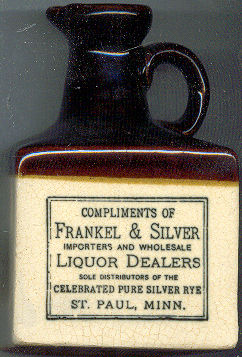 COMPLIMENTS OF
FRANKEL & SILVER
IMPORTERS AND WHOLESALE
LIQUOR DEALERS
SOLE DISTRIBUTORS OF THE
CELEBRATED PURE SILVER RYE
ST. PAUL, MINN.